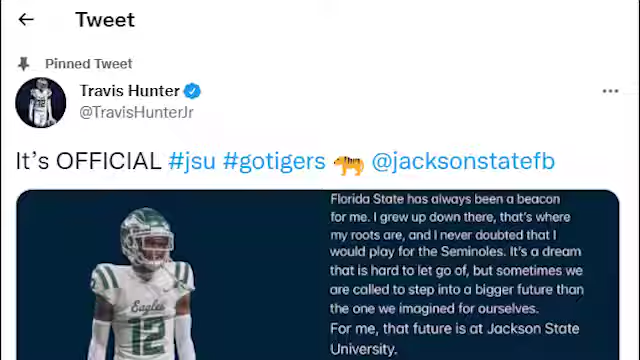 Tweet
Pinned Tweet
Travis Hunter
@TravisHunterJr
It's OFFICIAL #jsu #gotigers 🐅 @jacksonstatefb
Florida State has always been a beacon
for me. I grew up down there, that's where
my roots are, and I never doubted that I
would play for the Seminoles. It's a dream
that is hard to let go of, but sometimes we
are called to step into a bigger future than
the one we imagined for ourselves.
For me, that future is at Jackson State
University.
Eagles
12